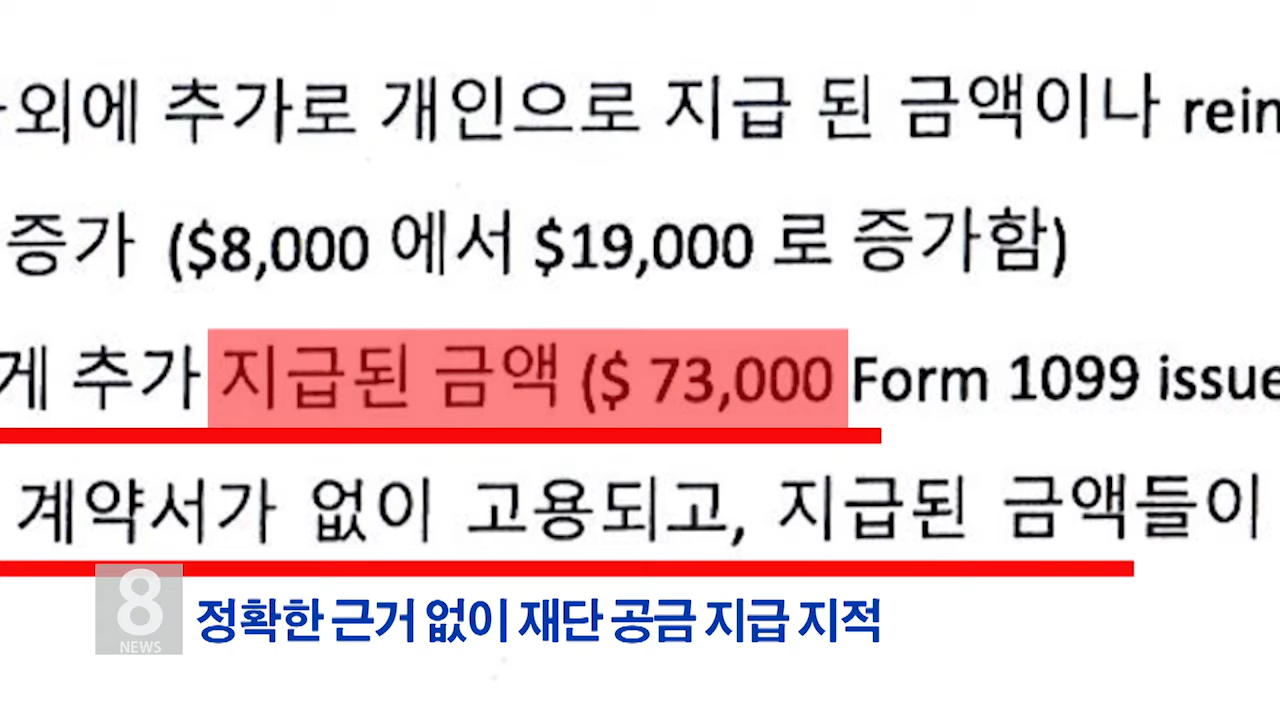 외에 추가로 개인으로 지급 된 금액이나 rein
증가 ($8,000 에서 $19,000 로 증가함)
게 추가 지급된 금액 ($ 73,000 Form 1099 issue
계약서가 없이 고용되고, 지급된 금액들이
8
NEWS
정확한 근거 없이 재단 공금 지급 지적